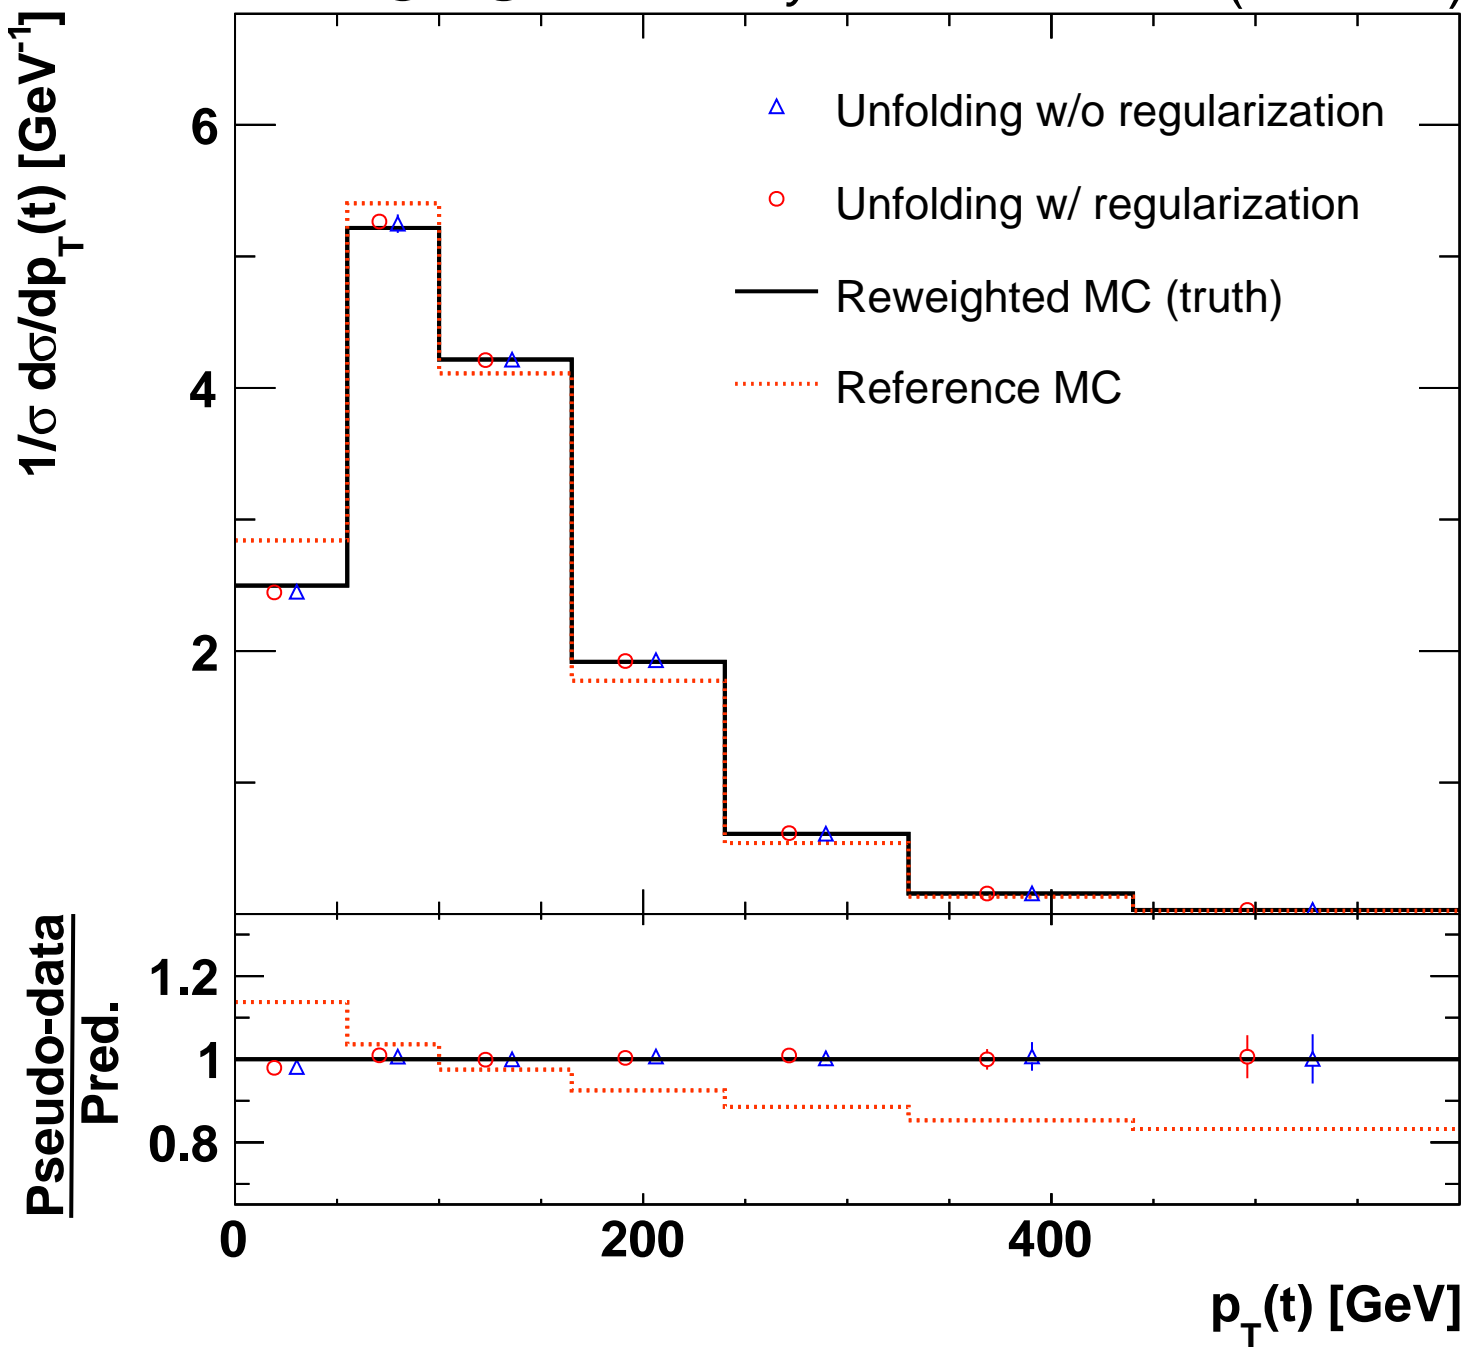 1/σ dσ/dp_T(t) [GeV⁻¹]
6
4
2
Unfolding w/o regularization
Unfolding w/ regularization
Reweighted MC (truth)
Reference MC
Pseudo-data
Pred.
1.2
1
0.8
0 200 400
p_T(t) [GeV]